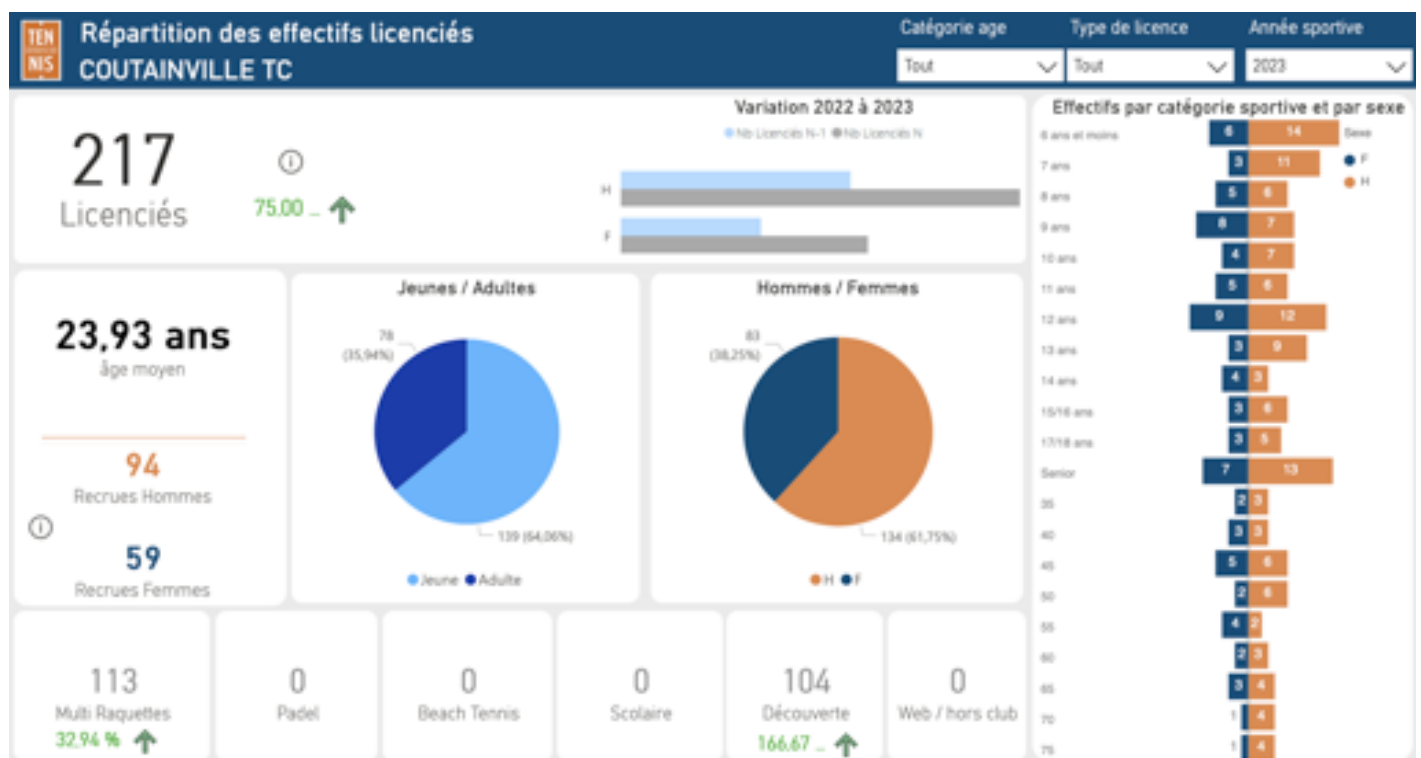 TEN
NIS
Répartition des effectifs licenciés
COUTAINVILLE TC
Catégorie age
Tout
Type de licence
Tout
Année sportive
2023
217
Licenciés
75,00 ...
Variation 2022 à 2023
Nb Licenciés N-1 Nb Licenciés N
H
F
23,93 ans
âge moyen
94
Recrues Hommes
59
Recrues Femmes
Jeunes / Adultes
78
(35,94%)
139 (64,06%)
Jeune Adulte
Hommes / Femmes
83
(38,25%)
134 (61,75%)
H F
113
Multi Raquettes
32,94 %
0
Padel
0
Beach Tennis
0
Scolaire
104
Découverte
166,67 ...
0
Web / hors club
Effectifs par catégorie sportive et par sexe
Sexe
F
H
6 ans et moins 6 14
7 ans 3 11
8 ans 5 6
9 ans 8 7
10 ans 4 7
11 ans 5 6
12 ans 9 12
13 ans 3 9
14 ans 4 3
15/16 ans 3 6
17/18 ans 3 5
Senior 7 13
35 2 3
40 3 3
45 5 6
50 2 6
55 4 2
60 2 3
65 3 4
70 1 4
75 1 4